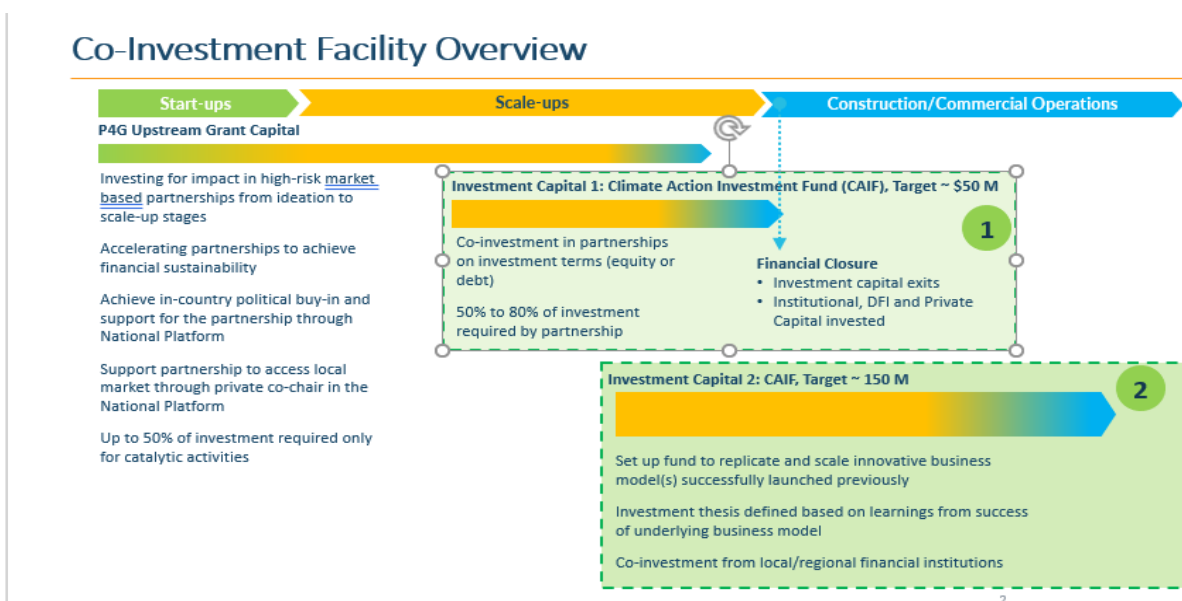 Co-Investment Facility Overview
Start-ups
Scale-ups
Construction/Commercial Operations
P4G Upstream Grant Capital
Investing for impact in high-risk market
based partnerships from ideation to
scale-up stages
Accelerating partnerships to achieve
financial sustainability
Achieve in-country political buy-in and
support for the partnership through
National Platform
Support partnership to access local
market through private co-chair in the
National Platform
Up to 50% of investment required only
for catalytic activities
Investment Capital 1: Climate Action Investment Fund (CAIF), Target ~ $50 M
1
Co-investment in partnerships
on investment terms (equity or
debt)
50% to 80% of investment
required by partnership
Financial Closure
• Investment capital exits
• Institutional, DFI and Private
Capital invested
Investment Capital 2: CAIF, Target ~ 150 M
2
Set up fund to replicate and scale innovative business
model(s) successfully launched previously
Investment thesis defined based on learnings from success
of underlying business model
Co-investment from local/regional financial institutions